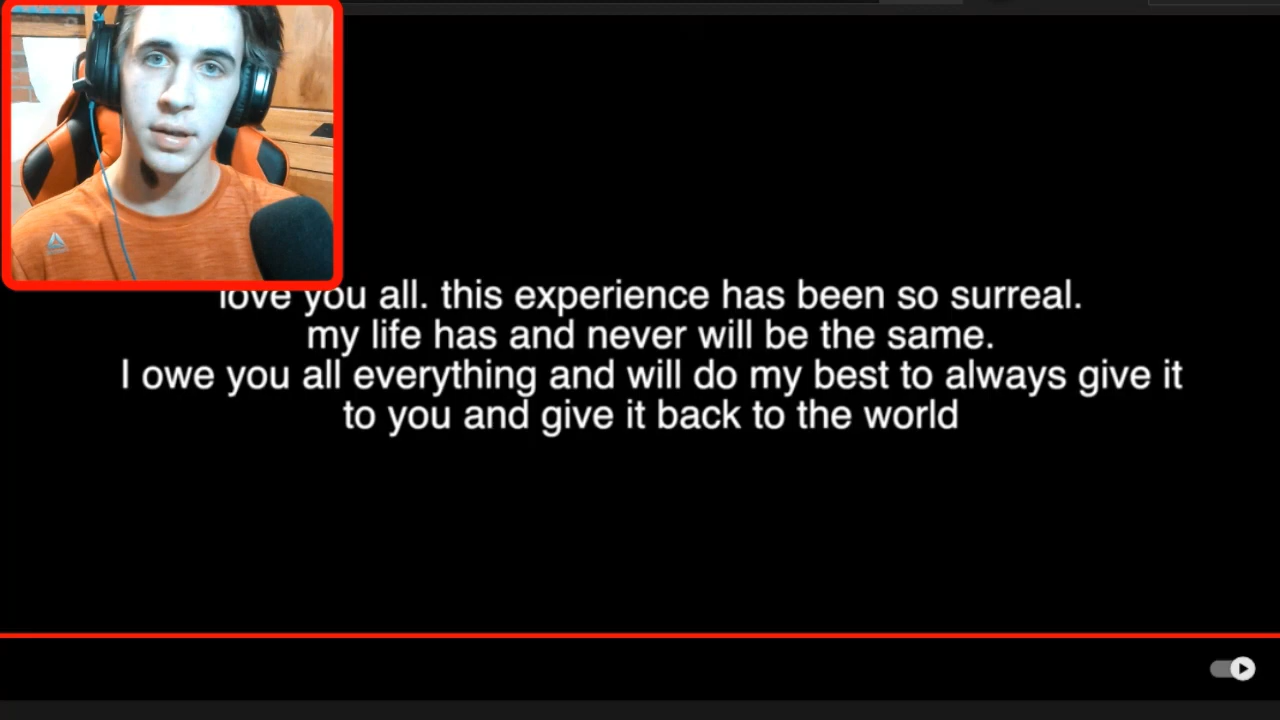 love you all. this experience has been so surreal.
my life has and never will be the same.
I owe you all everything and will do my best to always give it
to you and give it back to the world